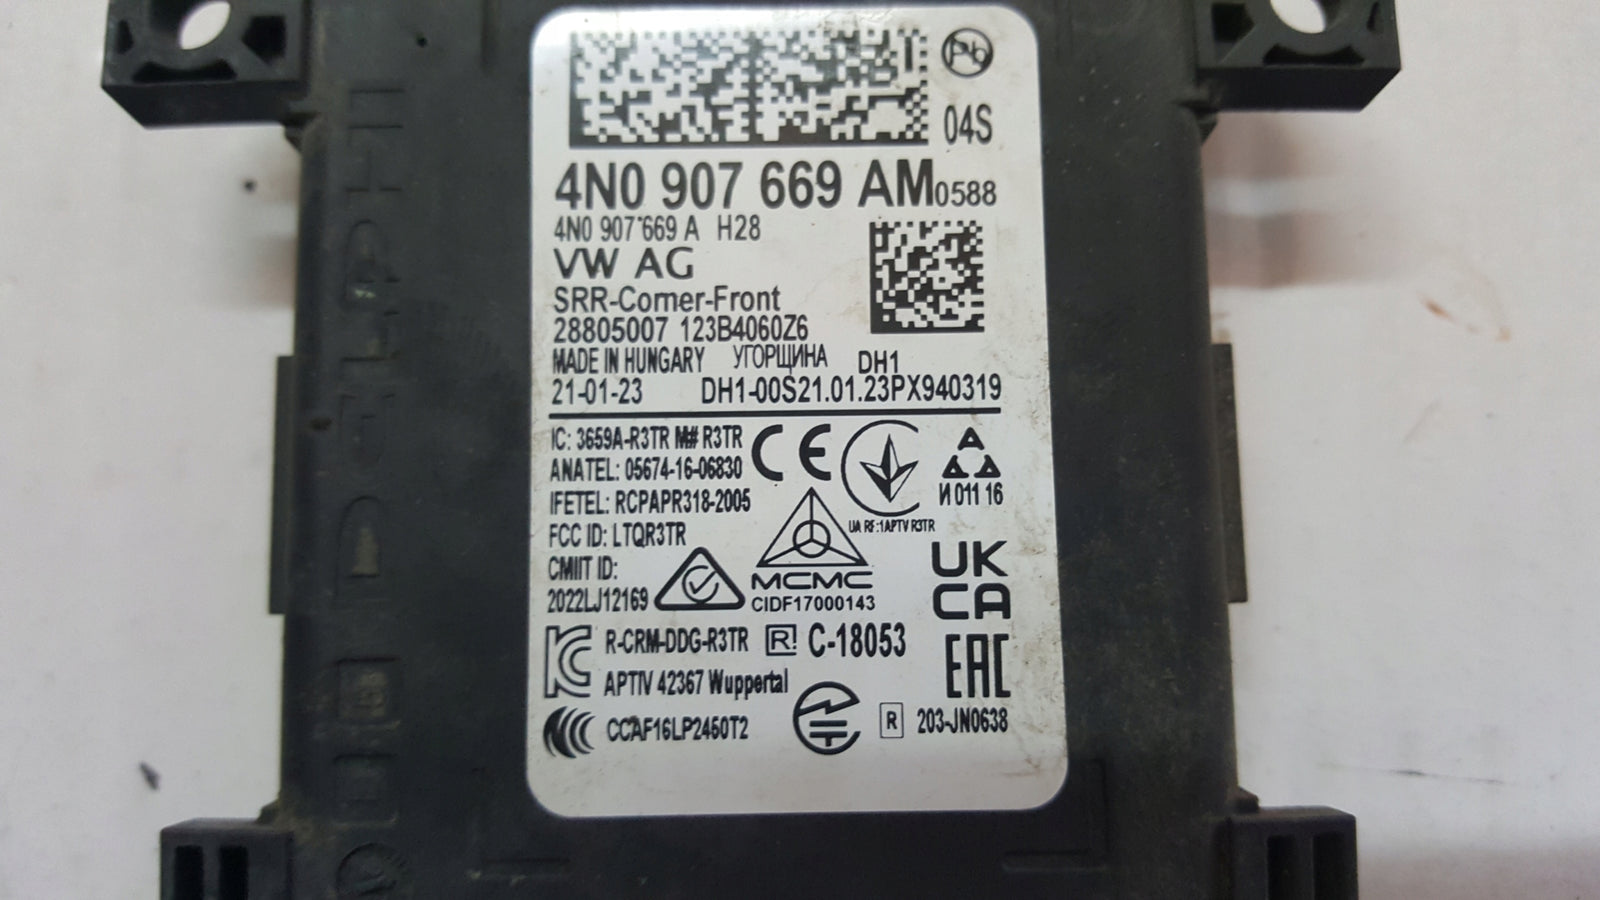 Pb
04S
4N0 907 669 AM0588
4N0 907 669 A H28
VW AG
SRR-Corner-Front
28805007 123B4060Z6
MADE IN HUNGARY УГОРЩИНА DH1
21-01-23 DH1-00S21.01.23PX940319
IC: 3659A-R3TR M# R3TR
ANATEL: 05674-16-06830
IFETEL: RCPAPR318-2005
FCC ID: LTQR3TR
CMIIT ID:
2022LJ12169
CE
UA RF:1APTV R3TR
A
И 011 16
MCMC
CIDF17000143
UK
CA
R-CRM-DDG-R3TR R! C-18053
APTIV 42367 Wuppertal
EAC
CCAF16LP2450T2
R 203-JN0638